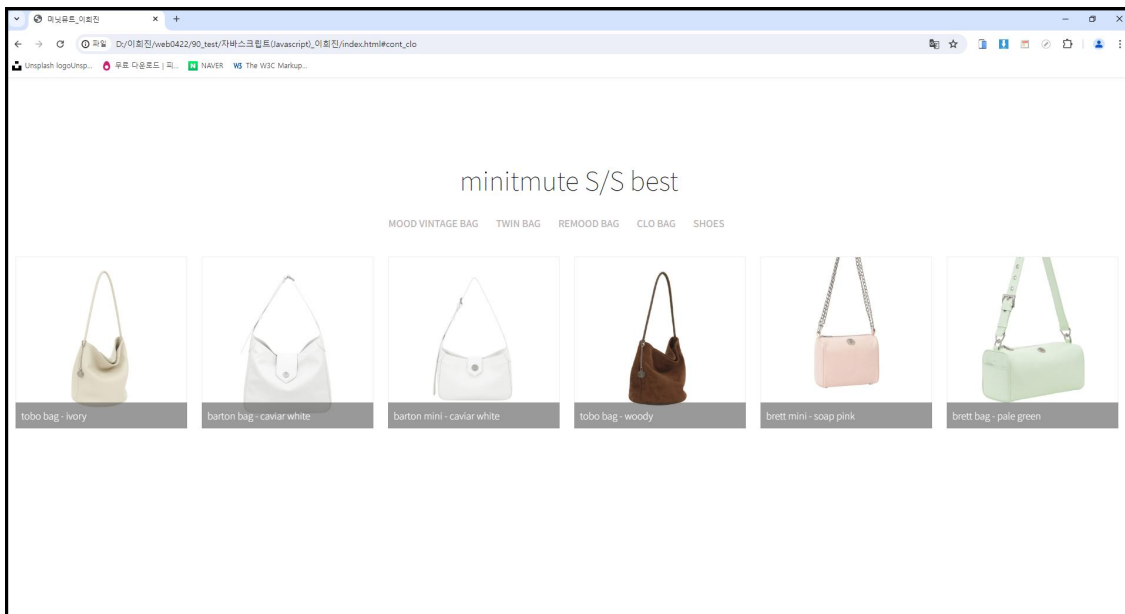 미닛뮤트_이희진
파일 D:/이희진/web0422/90_test/자바스크립트(Javascript)_이희진/index.html#cont_clo
Unsplash logoUnsp... 무료 다운로드 | 피... N NAVER W3 The W3C Markup...
minitmute S/S best
MOOD VINTAGE BAG TWIN BAG REMOOD BAG CLO BAG SHOES
tobo bag - ivory barton bag - caviar white barton mini - caviar white tobo bag - woody brett mini - soap pink brett bag - pale green